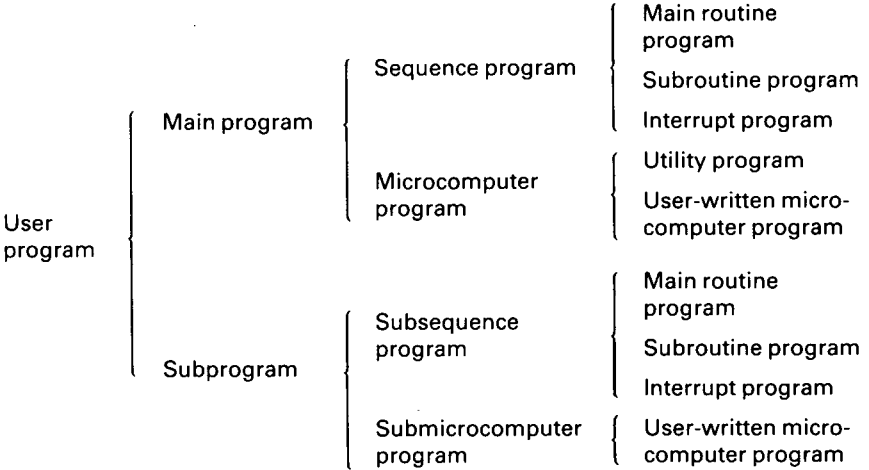 User
program
Main program
Sequence program
Main routine
program
Subroutine program
Interrupt program
Microcomputer
program
Utility program
User-written micro-
computer program
Subprogram
Subsequence
program
Main routine
program
Subroutine program
Interrupt program
Submicrocomputer
program
User-written micro-
computer program